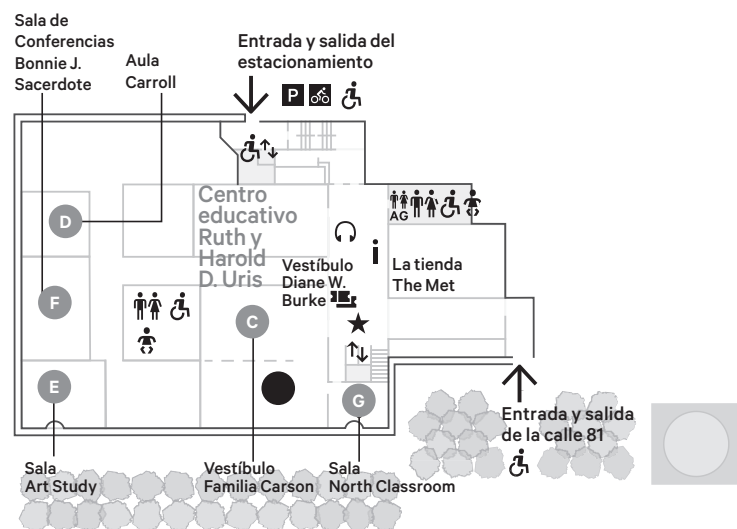 Sala de
Conferencias
Bonnie J.
Sacerdote
Aula
Carroll
Entrada y salida del
estacionamiento
P
D
Centro
educativo
Ruth y
Harold
D. Uris
AG
i
Vestíbulo
Diane W.
Burke
La tienda
The Met
F
C
E
G
Entrada y salida
de la calle 81
Sala
Art Study
Vestíbulo
Familia Carson
Sala
North Classroom